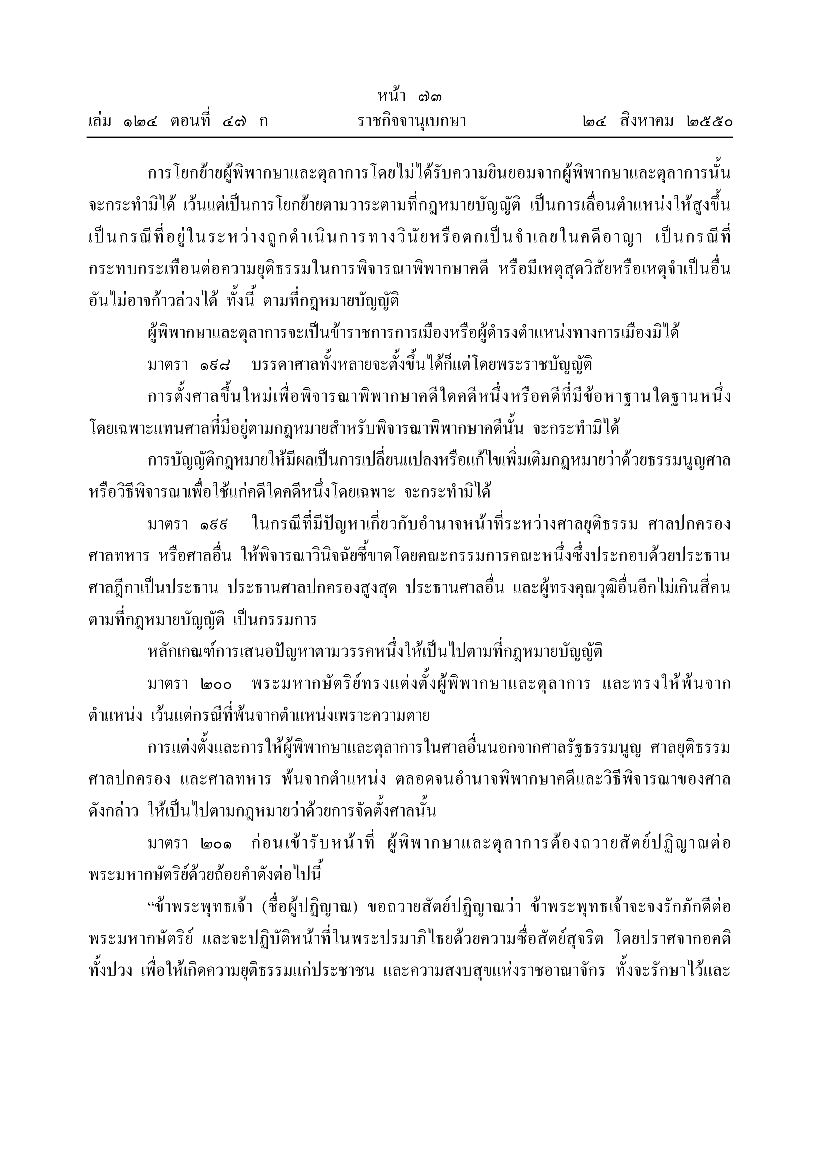 หน้า ๗๓
เล่ม ๑๒๔ ตอนที่ ๔๗ ก ราชกิจจานุเบกษา ๒๔ สิงหาคม ๒๕๕๐
การโยกย้ายผู้พิพากษาและตุลาการโดยไม่ได้รับความยินยอมจากผู้พิพากษาและตุลาการนั้น
จะกระทำมิได้ เว้นแต่เป็นการโยกย้ายตามวาระตามที่กฎหมายบัญญัติ เป็นการเลื่อนตำแหน่งให้สูงขึ้น
เป็นกรณีที่อยู่ในระหว่างถูกดำเนินการทางวินัยหรือตกเป็นจำเลยในคดีอาญา เป็นกรณีที่
กระทบกระเทือนต่อความยุติธรรมในการพิจารณาพิพากษาคดี หรือมีเหตุสุดวิสัยหรือเหตุจำเป็นอื่น
อันไม่อาจก้าวล่วงได้ ทั้งนี้ ตามที่กฎหมายบัญญัติ
ผู้พิพากษาและตุลาการจะเป็นข้าราชการการเมืองหรือผู้ดำรงตำแหน่งทางการเมืองมิได้
มาตรา ๑๙๘ บรรดาศาลทั้งหลายจะตั้งขึ้นได้ก็แต่โดยพระราชบัญญัติ
การตั้งศาลขึ้นใหม่เพื่อพิจารณาพิพากษาคดีใดคดีหนึ่งหรือคดีที่มีข้อหาฐานใดฐานหนึ่ง
โดยเฉพาะแทนศาลที่มีอยู่ตามกฎหมายสำหรับพิจารณาพิพากษาคดีนั้น จะกระทำมิได้
การบัญญัติกฎหมายให้มีผลเป็นการเปลี่ยนแปลงหรือแก้ไขเพิ่มเติมกฎหมายว่าด้วยธรรมนูญศาล
หรือวิธีพิจารณาเพื่อใช้แก่คดีใดคดีหนึ่งโดยเฉพาะ จะกระทำมิได้
มาตรา ๑๙๙ ในกรณีที่มีปัญหาเกี่ยวกับอำนาจหน้าที่ระหว่างศาลยุติธรรม ศาลปกครอง
ศาลทหาร หรือศาลอื่น ให้พิจารณาวินิจฉัยชี้ขาดโดยคณะกรรมการคณะหนึ่งซึ่งประกอบด้วยประธาน
ศาลฎีกาเป็นประธาน ประธานศาลปกครองสูงสุด ประธานศาลอื่น และผู้ทรงคุณวุฒิอื่นอีกไม่เกินสี่คน
ตามที่กฎหมายบัญญัติ เป็นกรรมการ
หลักเกณฑ์การเสนอปัญหาตามวรรคหนึ่งให้เป็นไปตามที่กฎหมายบัญญัติ
มาตรา ๒๐๐ พระมหากษัตริย์ทรงแต่งตั้งผู้พิพากษาและตุลาการ และทรงให้พ้นจาก
ตำแหน่ง เว้นแต่กรณีที่พ้นจากตำแหน่งเพราะความตาย
การแต่งตั้งและการให้ผู้พิพากษาและตุลาการในศาลอื่นนอกจากศาลรัฐธรรมนูญ ศาลยุติธรรม
ศาลปกครอง และศาลทหาร พ้นจากตำแหน่ง ตลอดจนอำนาจพิพากษาคดีและวิธีพิจารณาของศาล
ดังกล่าว ให้เป็นไปตามกฎหมายว่าด้วยการจัดตั้งศาลนั้น
มาตรา ๒๐๑ ก่อนเข้ารับหน้าที่ ผู้พิพากษาและตุลาการต้องถวายสัตย์ปฏิญาณต่อ
พระมหากษัตริย์ด้วยถ้อยคำดังต่อไปนี้
“ข้าพระพุทธเจ้า (ชื่อผู้ปฏิญาณ) ขอถวายสัตย์ปฏิญาณว่า ข้าพระพุทธเจ้าจะจงรักภักดีต่อ
พระมหากษัตริย์ และจะปฏิบัติหน้าที่ในพระปรมาภิไธยด้วยความซื่อสัตย์สุจริต โดยปราศจากอคติ
ทั้งปวง เพื่อให้เกิดความยุติธรรมแก่ประชาชน และความสงบสุขแห่งราชอาณาจักร ทั้งจะรักษาไว้และ